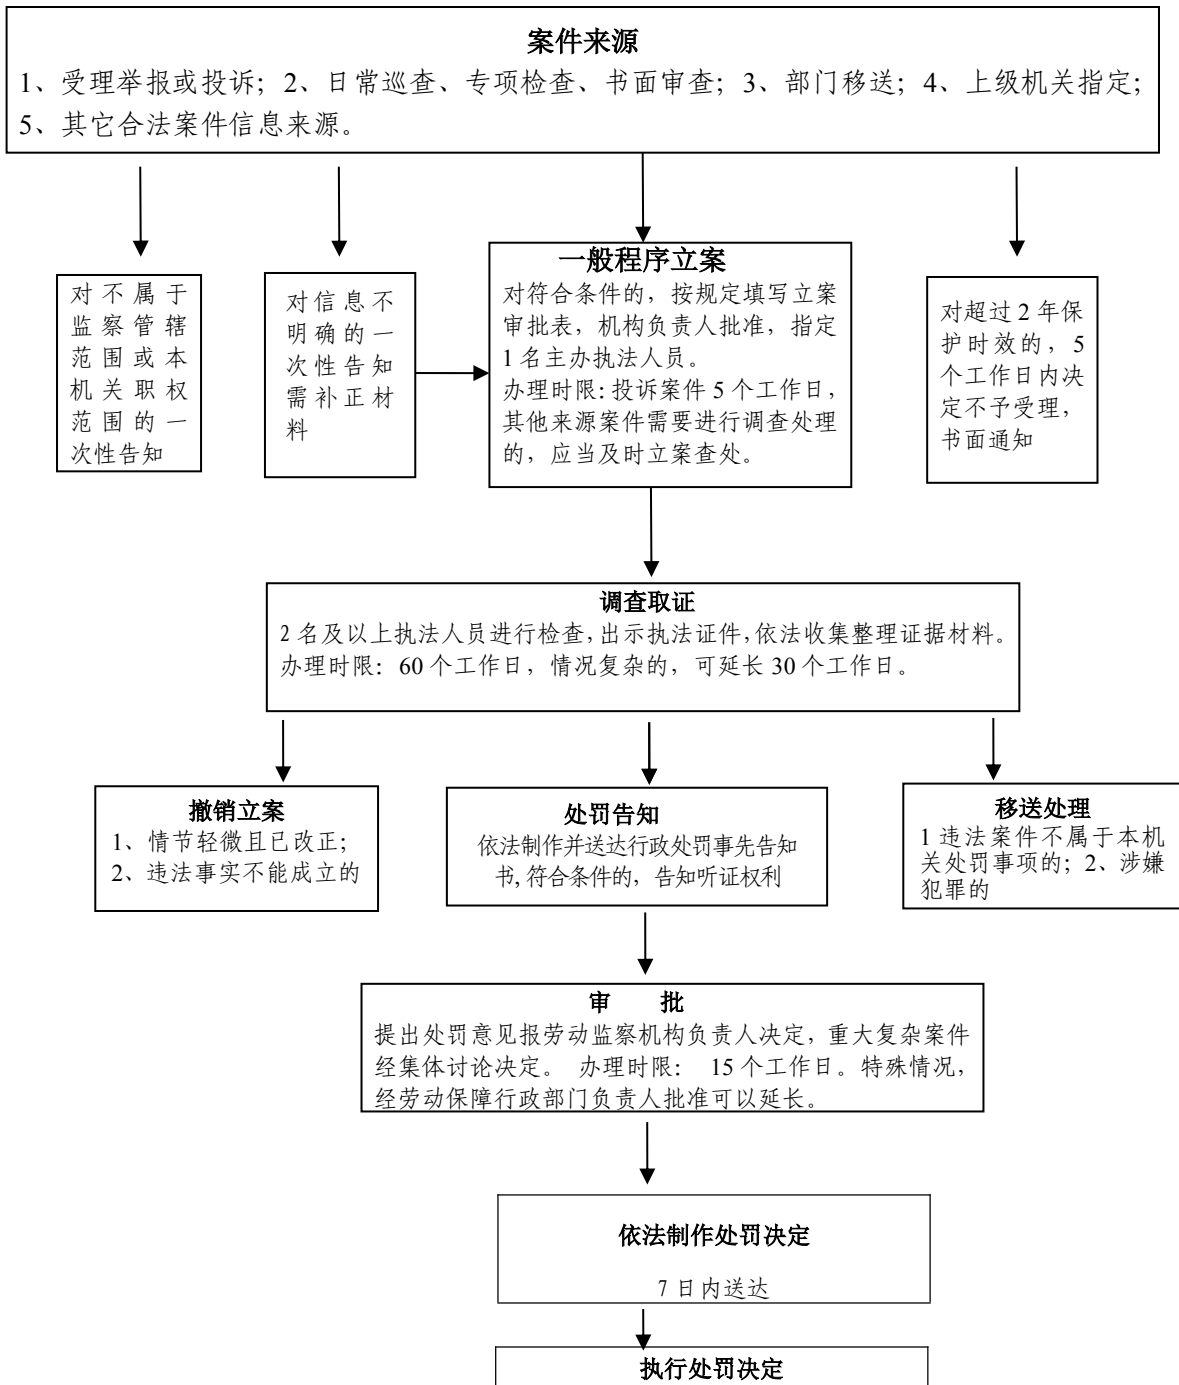 案件来源
1、受理举报或投诉；2、日常巡查、专项检查、书面审查；3、部门移送；4、上级机关指定；
5、其它合法案件信息来源。
对不属于
监察管辖
范围或本
机关职权
范围的一
次性告知
对信息不
明确的一
次性告知
需补正材
料
一般程序立案
对符合条件的，按规定填写立案
审批表，机构负责人批准，指定
1名主办执法人员。
办理时限：投诉案件 5 个工作日，
其他来源案件需要进行调查处理
的，应当及时立案查处。
对超过 2 年保
护时效的，5
个工作日内决
定不予受理，
书面通知
调查取证
2 名及以上执法人员进行检查,出示执法证件,依法收集整理证据材料。
办理时限：60 个工作日，情况复杂的，可延长 30 个工作日。
撤销立案
1、情节轻微且已改正；
2、违法事实不能成立的
处罚告知
依法制作并送达行政处罚事先告知
书,符合条件的，告知听证权利
移送处理
1 违法案件不属于本机
关处罚事项的；2、涉嫌
犯罪的
审 批
提出处罚意见报劳动监察机构负责人决定，重大复杂案件
经集体讨论决定。 办理时限： 15 个工作日。特殊情况，
经劳动保障行政部门负责人批准可以延长。
依法制作处罚决定
7 日内送达
执行处罚决定